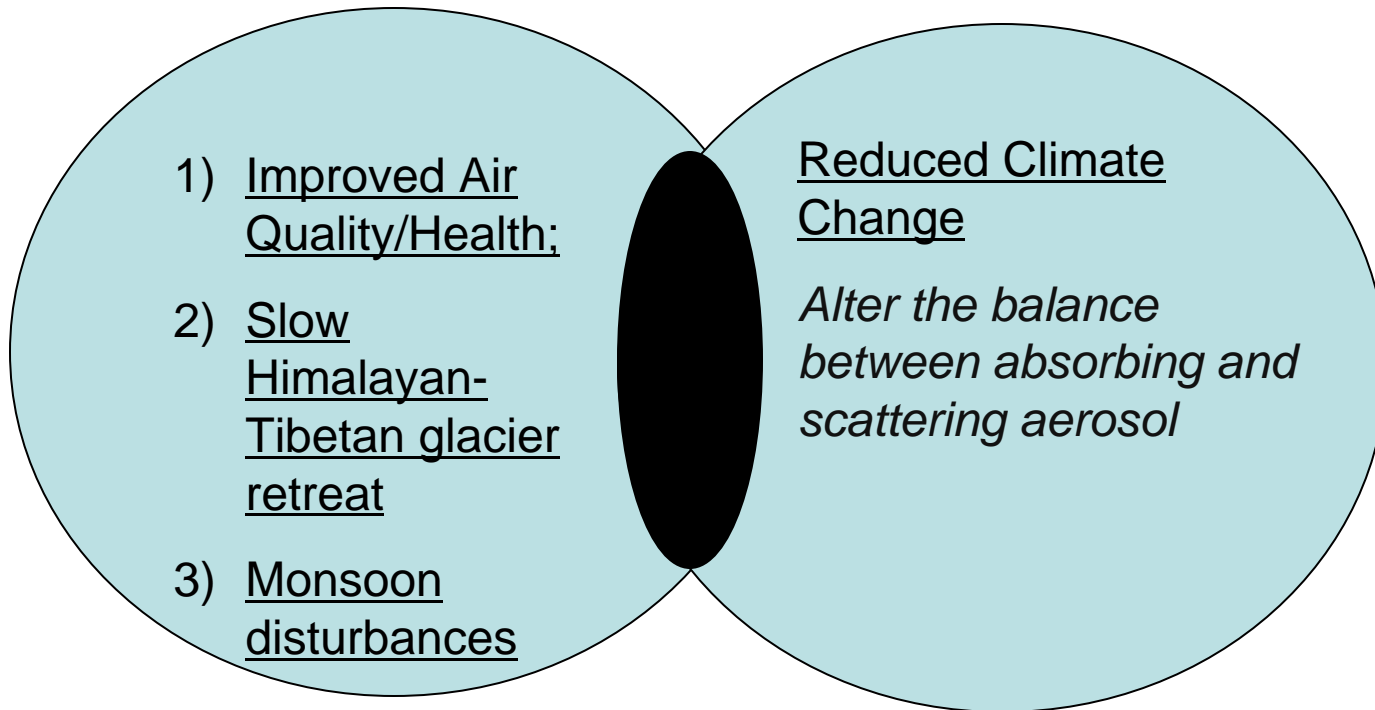 1) Improved Air
Quality/Health;
2) Slow
Himalayan-
Tibetan glacier
retreat
3) Monsoon
disturbances
Reduced Climate
Change
Alter the balance
between absorbing and
scattering aerosol